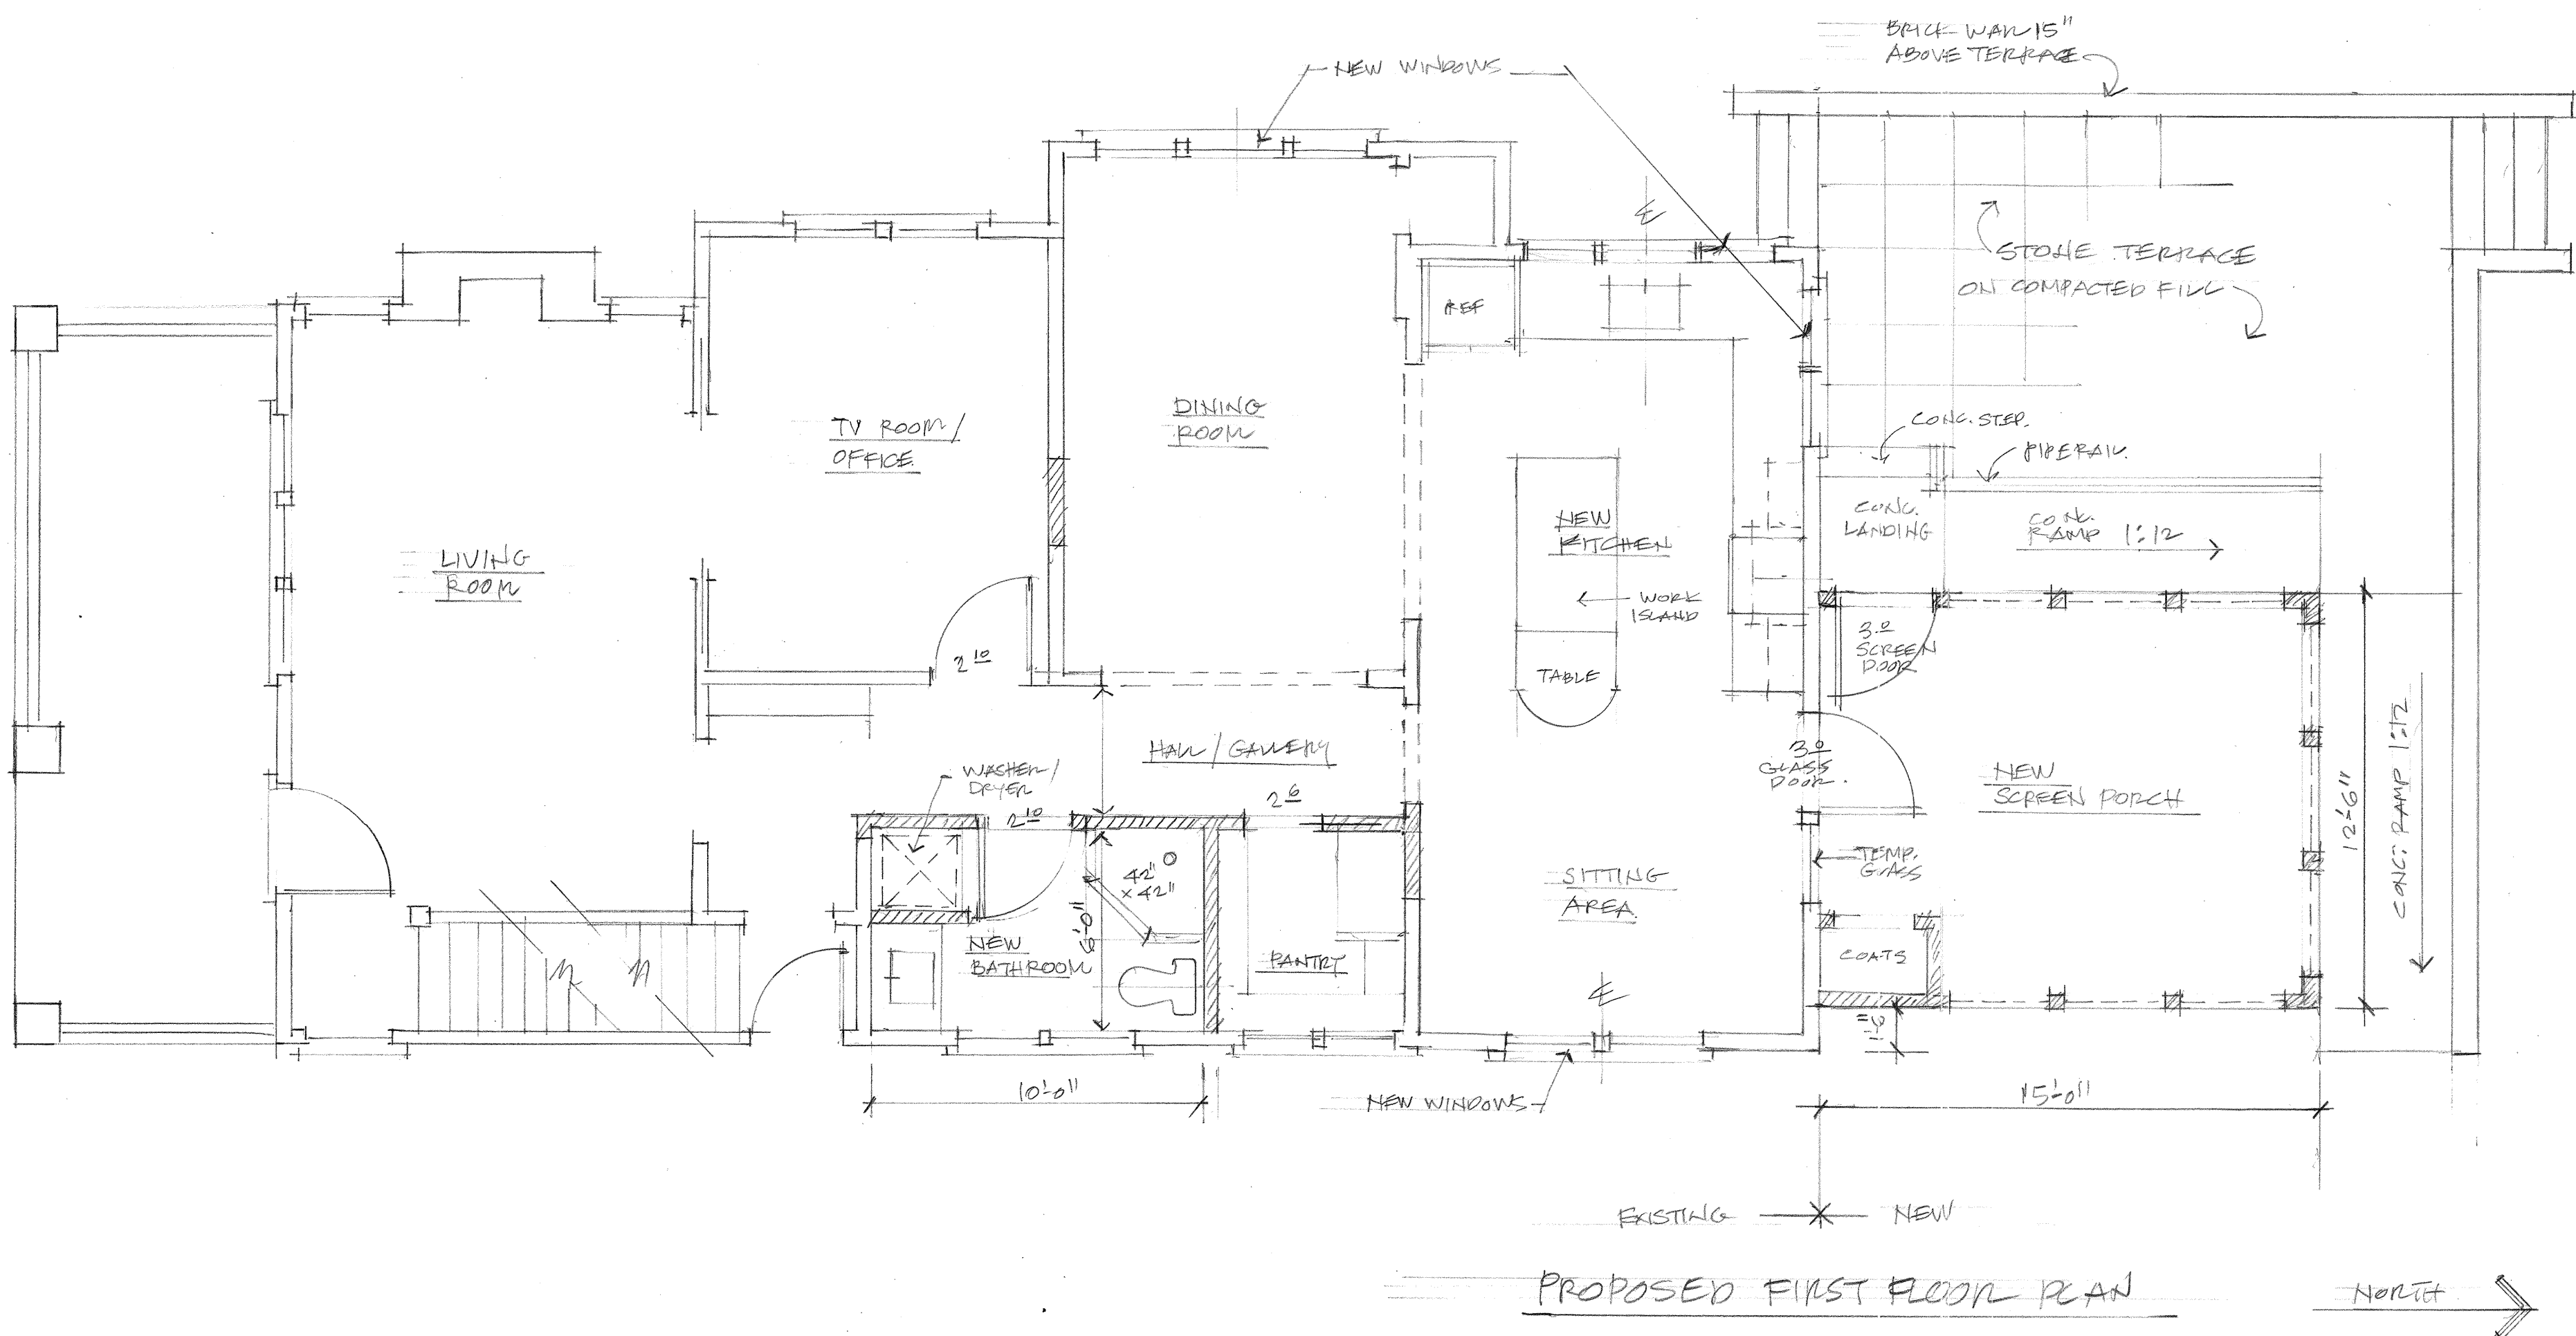 BRICK WALL 15"
ABOVE TERRACE
NEW WINDOWS
STONE TERRACE
ON COMPACTED FILL
REF
DINING
ROOM
TV ROOM/
OFFICE
CONC. STEP.
PIPE RAIL
CONC.
LANDING
CONC.
RAMP 1:12
NEW
KITCHEN
LIVING
ROOM
WORK
ISLAND
3-0
SCREEN
DOOR
2 10
TABLE
HALL / GALLERY
3 0
GLASS
DOOR
NEW
SCREEN PORCH
12'-6"
CONC. RAMP 1:12
WASHER/
DRYER
2 10
2 6
42"
x 42"
6'-0"
TEMP.
GLASS
SITTING
AREA
NEW
BATHROOM
PANTRY
COATS
10'-0"
NEW WINDOWS
15'-0"
EXISTING
NEW
PROPOSED FIRST FLOOR PLAN
NORTH